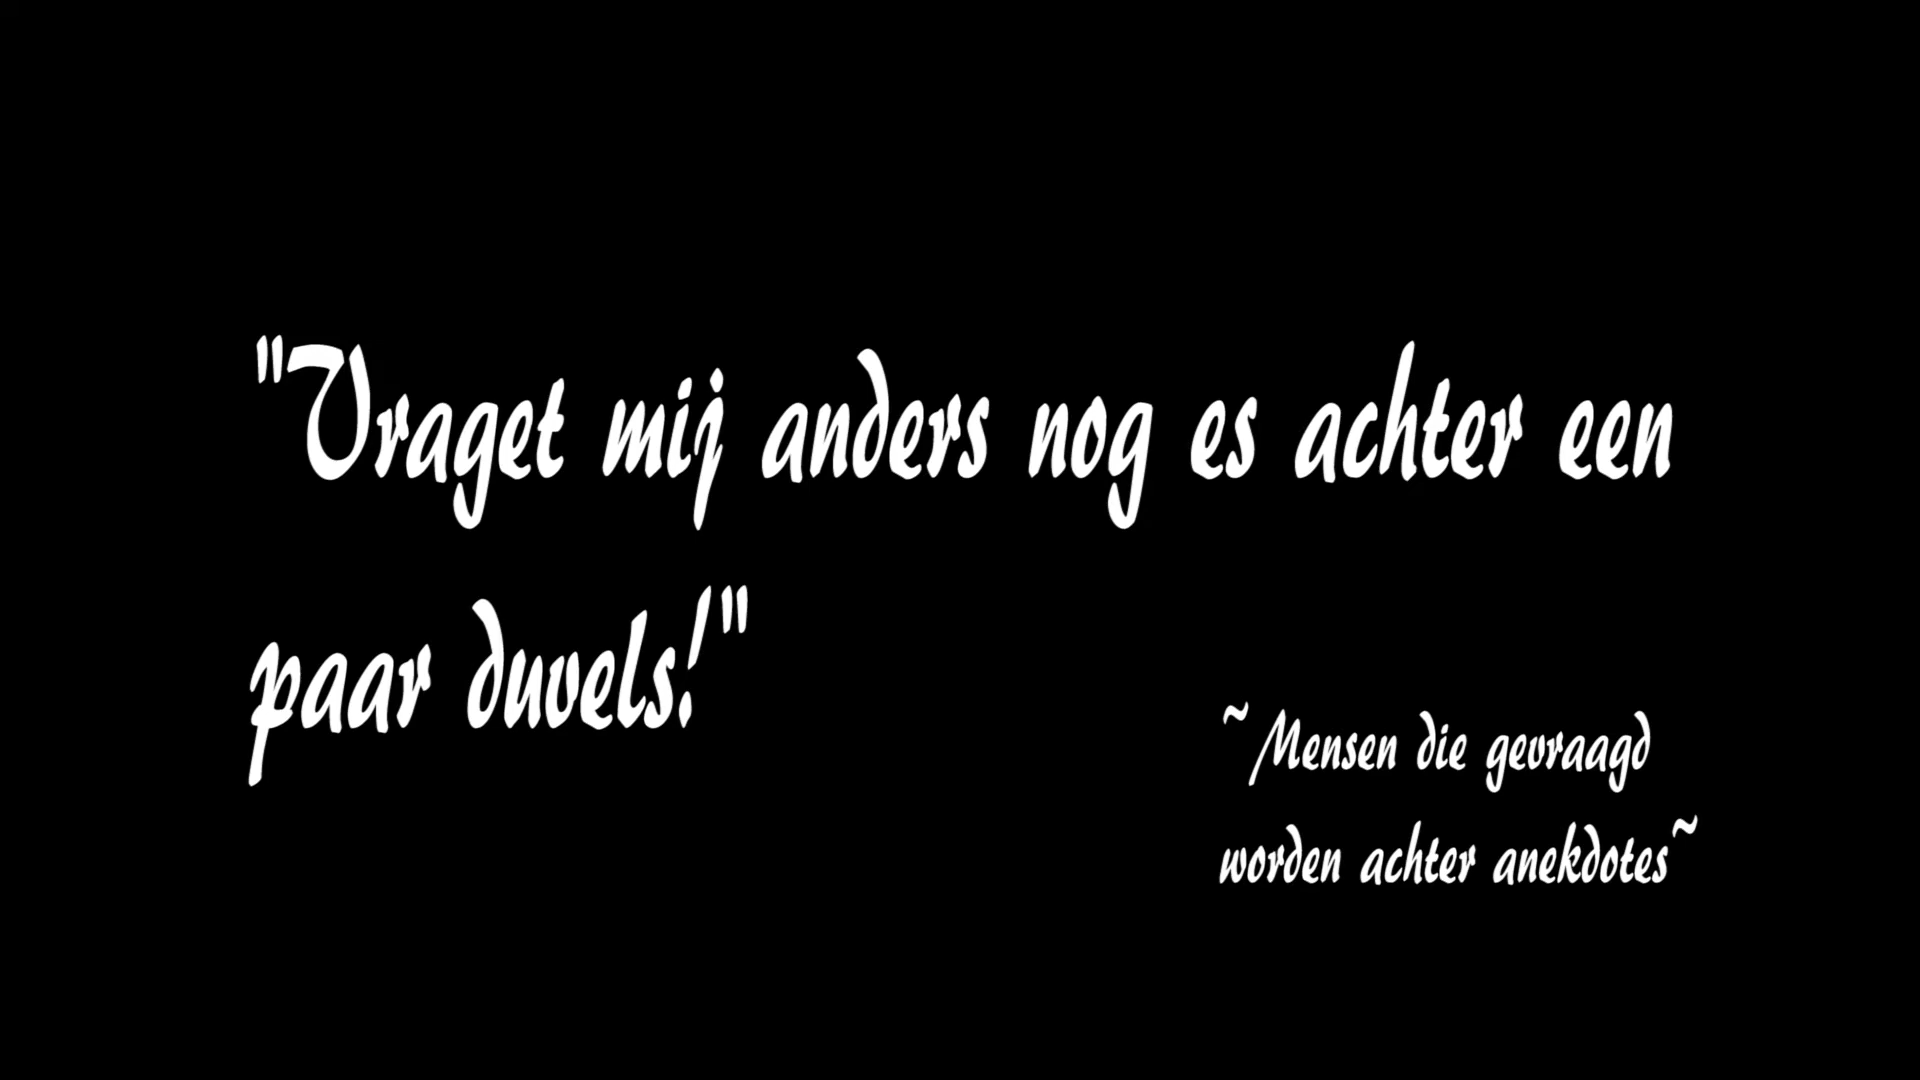 "Vraget mij anders nog es achter een
paar duvels!"
~Mensen die gevraagd
worden achter anekdotes~